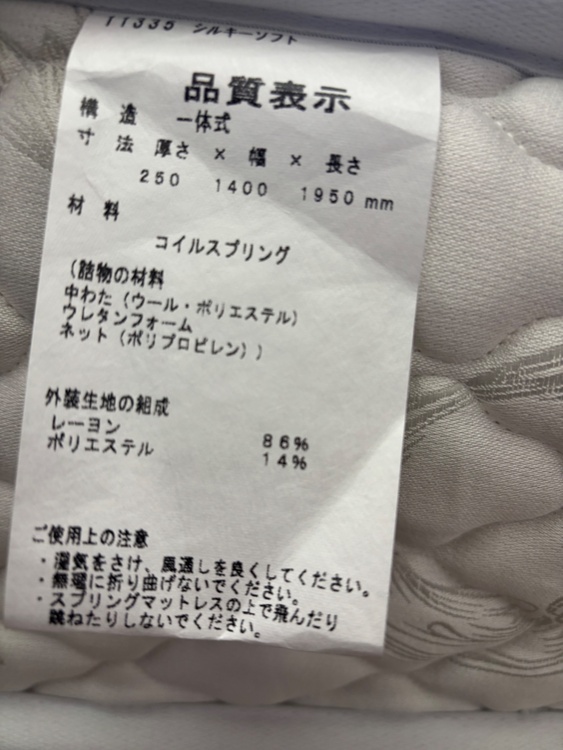 11335 シルキーソフト
品質表示
構造 一体式
寸法 厚さ × 幅 × 長さ
250 1400 1950mm
材料
コイルスプリング
(詰物の材料
中わた(ウール・ポリエステル)
ウレタンフォーム
ネット(ポリプロピレン))
外装生地の組成
レーヨン 86%
ポリエステル 14%
ご使用上の注意
・湿気をさけ、風通しを良くしてください。
・無理に折り曲げないでください。
・スプリングマットレスの上で飛んだり
跳ねたりしないでください。